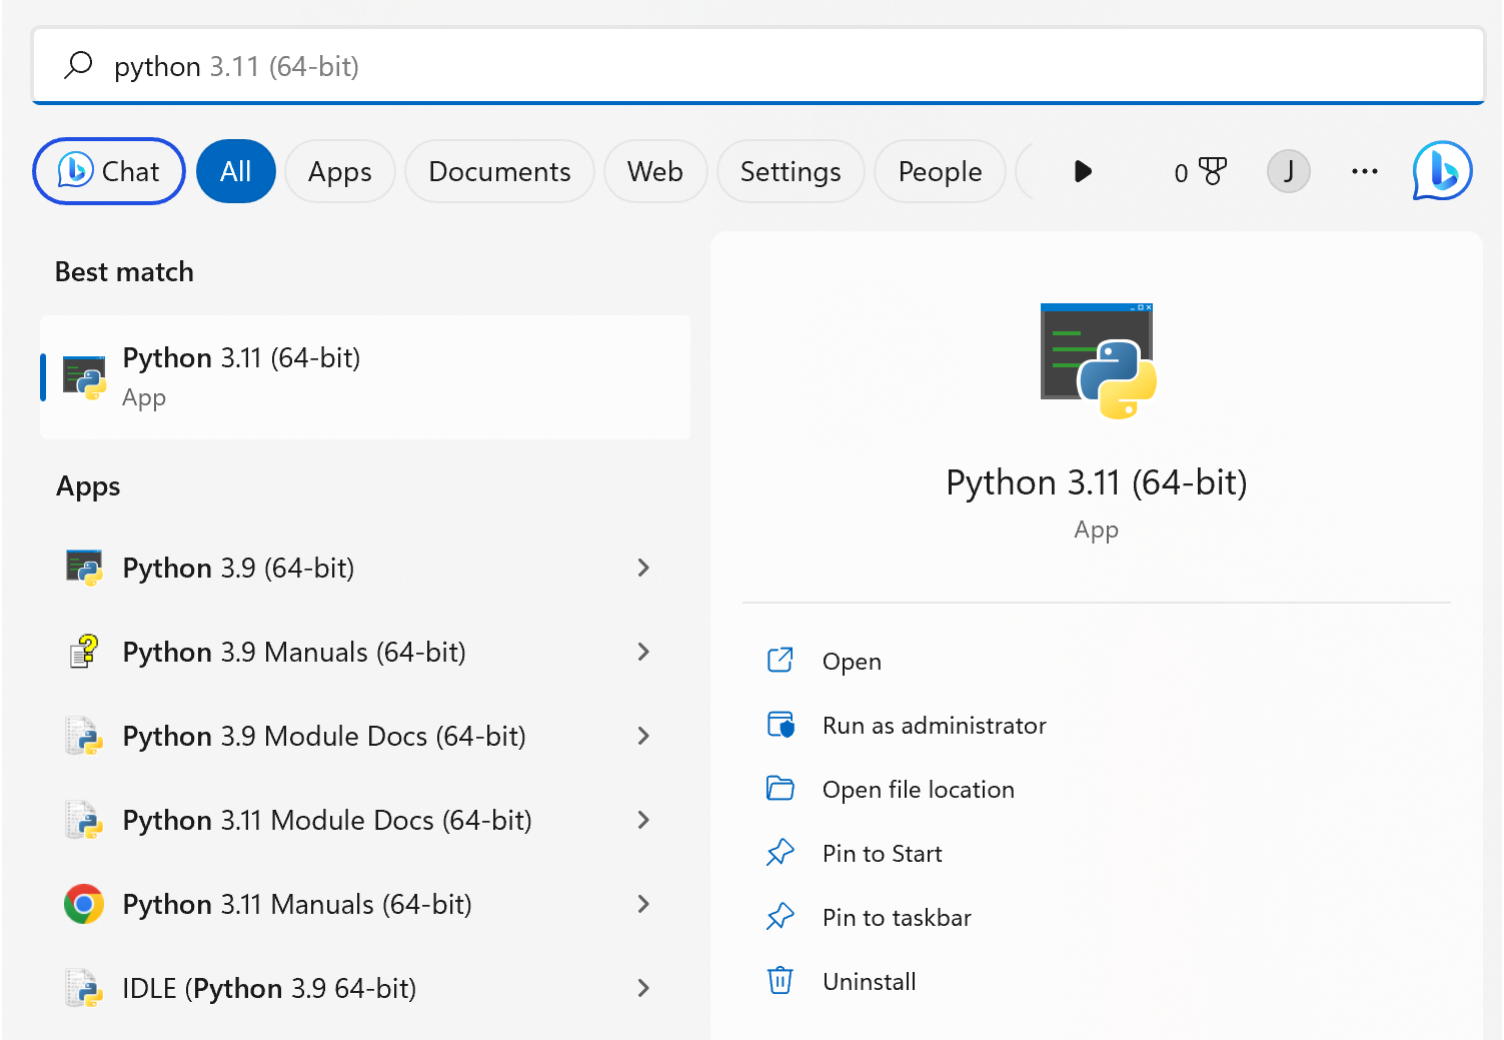 python 3.11 (64-bit)
Chat
All
Apps
Documents
Web
Settings
People
0
J
Best match
Python 3.11 (64-bit)
App
Apps
Python 3.9 (64-bit)
Python 3.9 Manuals (64-bit)
Python 3.9 Module Docs (64-bit)
Python 3.11 Module Docs (64-bit)
Python 3.11 Manuals (64-bit)
IDLE (Python 3.9 64-bit)
Python 3.11 (64-bit)
App
Open
Run as administrator
Open file location
Pin to Start
Pin to taskbar
Uninstall